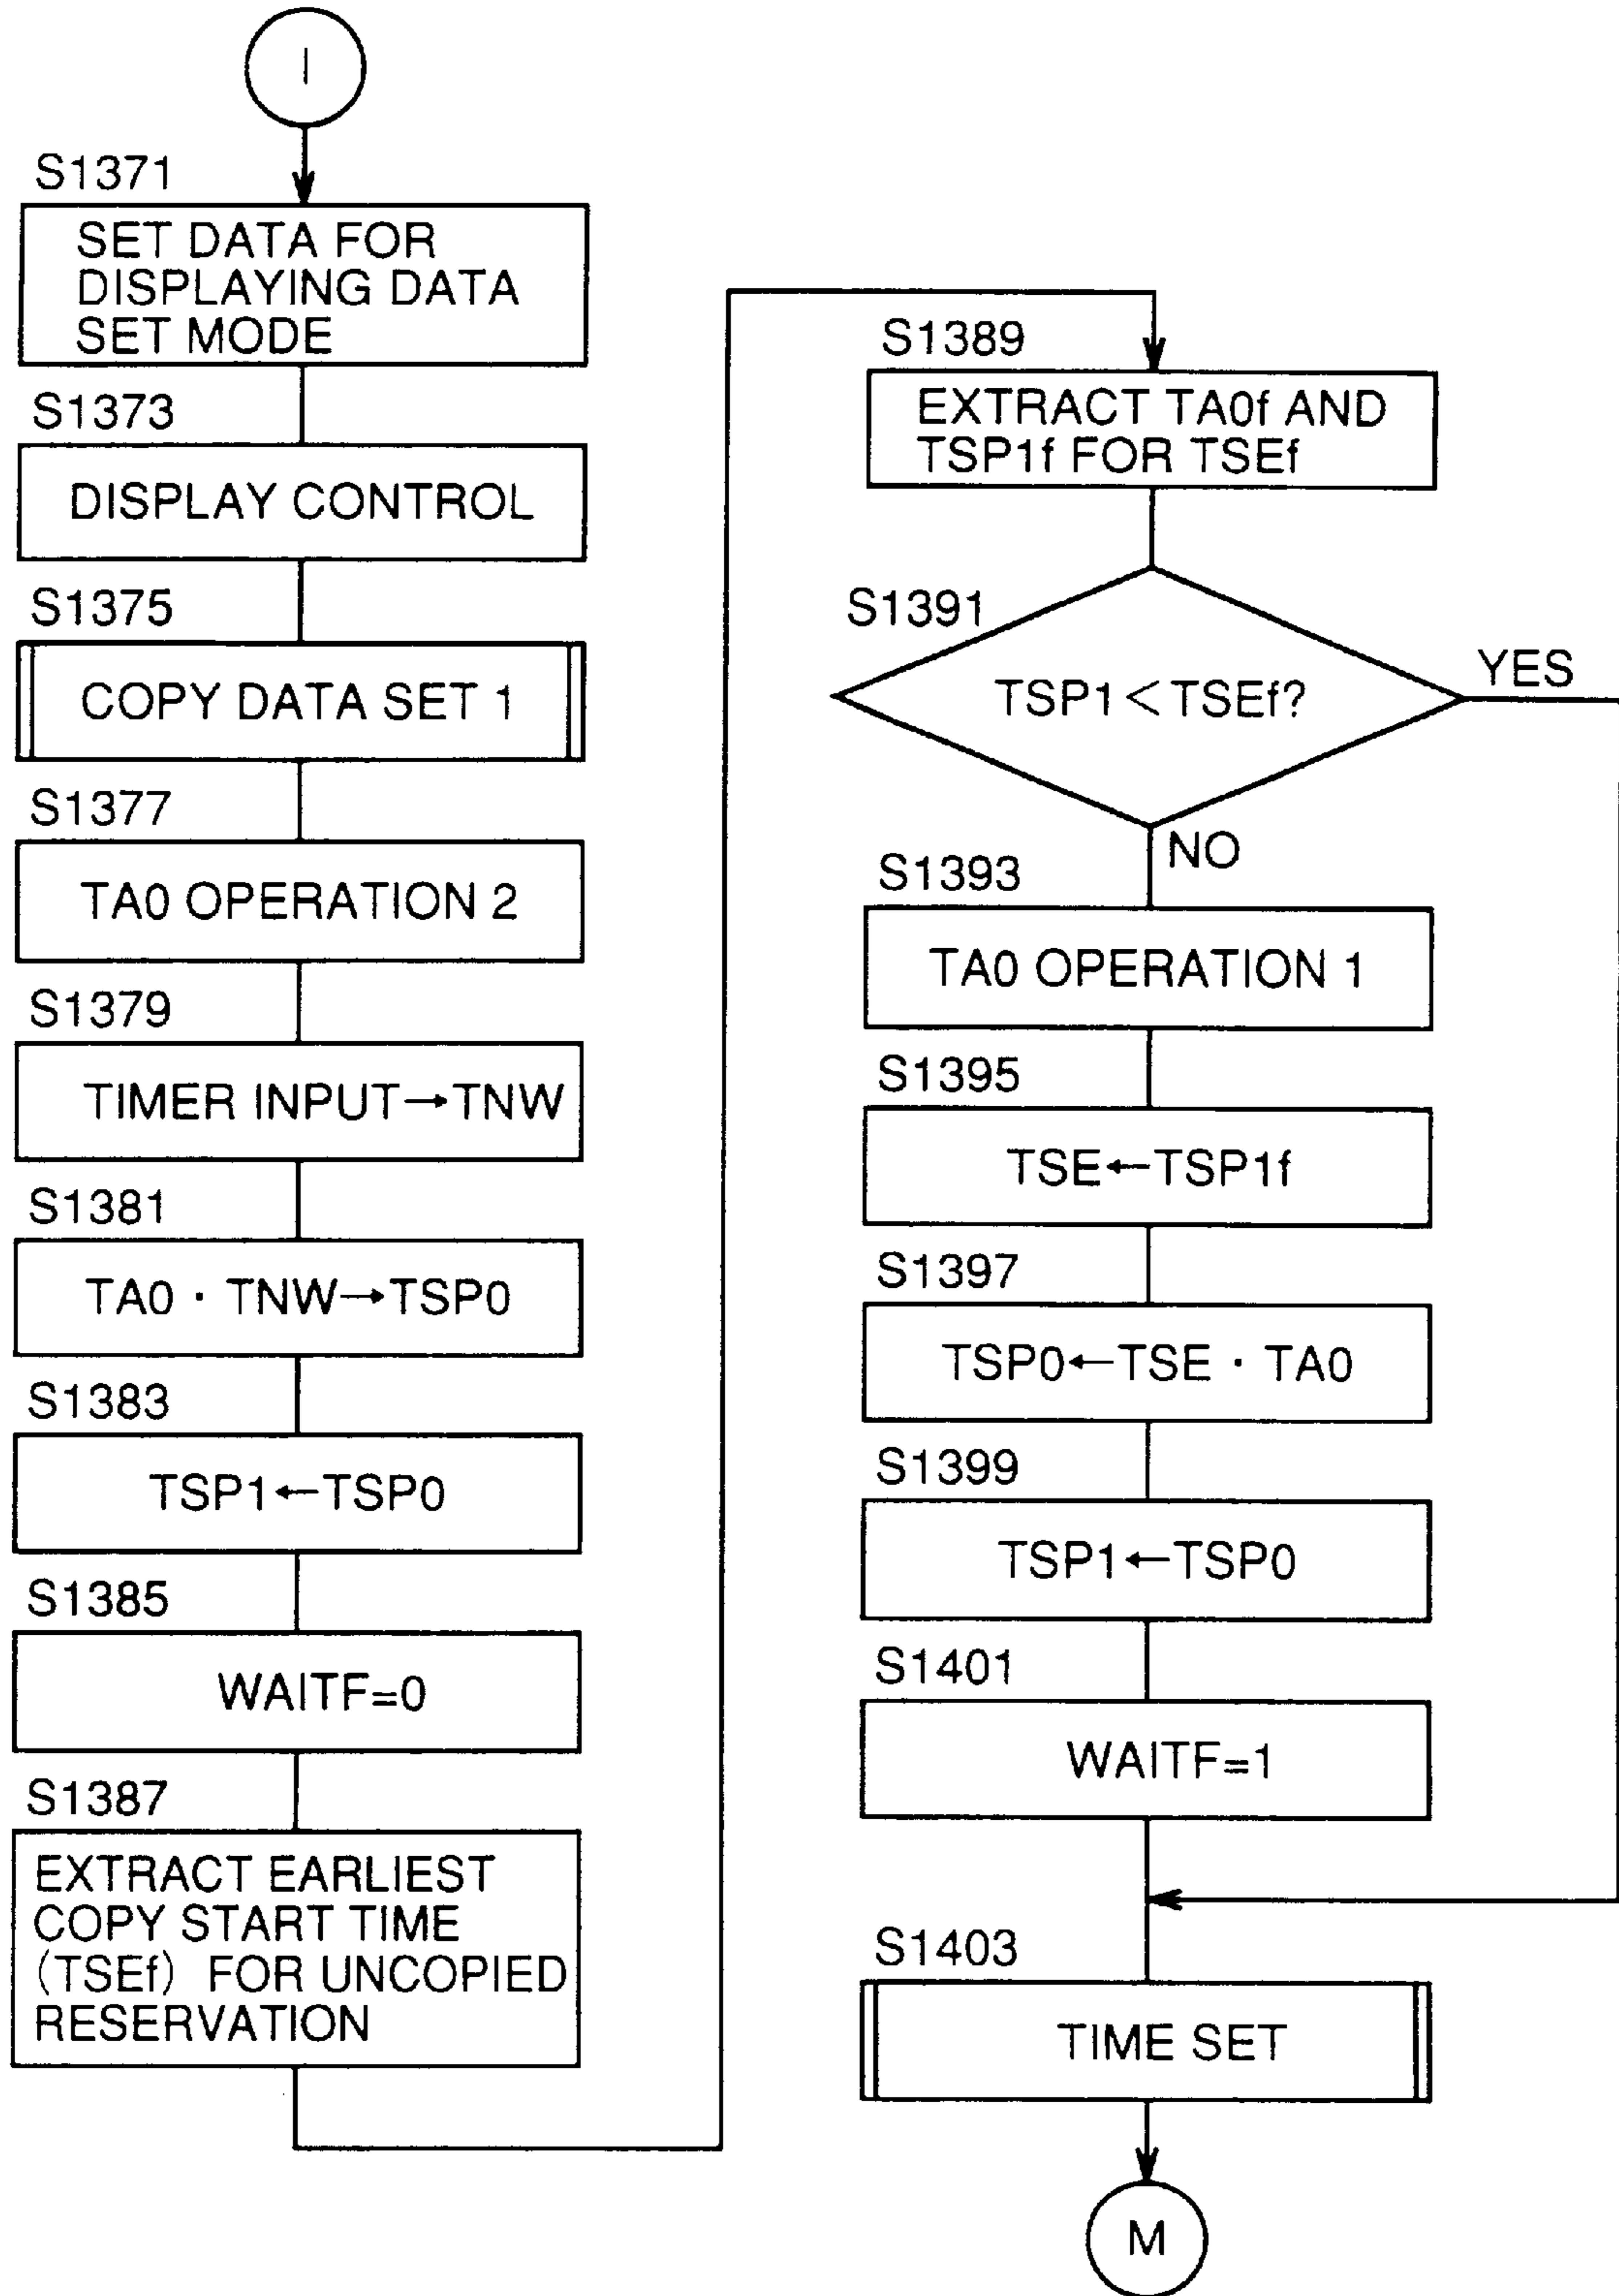 I
S1371
SET DATA FOR
DISPLAYING DATA
SET MODE
S1373
DISPLAY CONTROL
S1375
COPY DATA SET 1
S1377
TA0 OPERATION 2
S1379
TIMER INPUT→TNW
S1381
TA0 · TNW→TSP0
S1383
TSP1←TSP0
S1385
WAITF=0
S1387
EXTRACT EARLIEST
COPY START TIME
(TSEf) FOR UNCOPIED
RESERVATION
S1389
EXTRACT TA0f AND
TSP1f FOR TSEf
S1391
TSP1<TSEf?
YES
NO
S1393
TA0 OPERATION 1
S1395
TSE←TSP1f
S1397
TSP0←TSE · TA0
S1399
TSP1←TSP0
S1401
WAITF=1
S1403
TIME SET
M